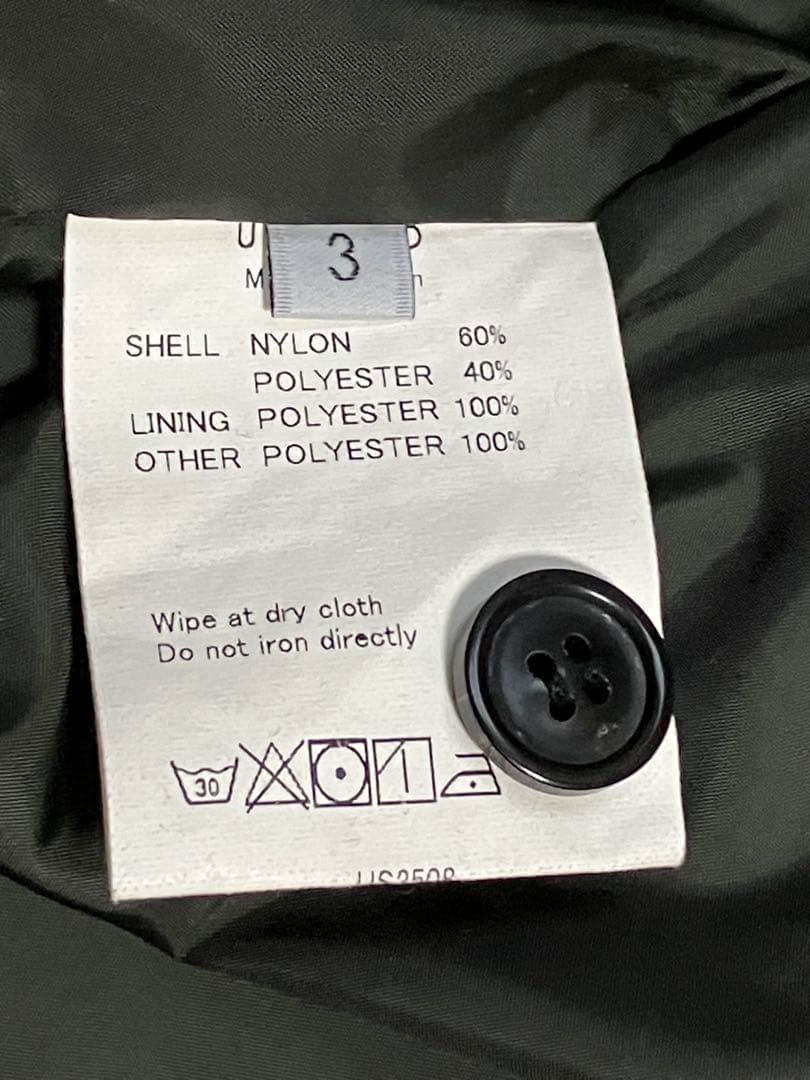 3
SHELL NYLON 60%
POLYESTER 40%
LINING POLYESTER 100%
OTHER POLYESTER 100%
Wipe at dry cloth
Do not iron directly
30